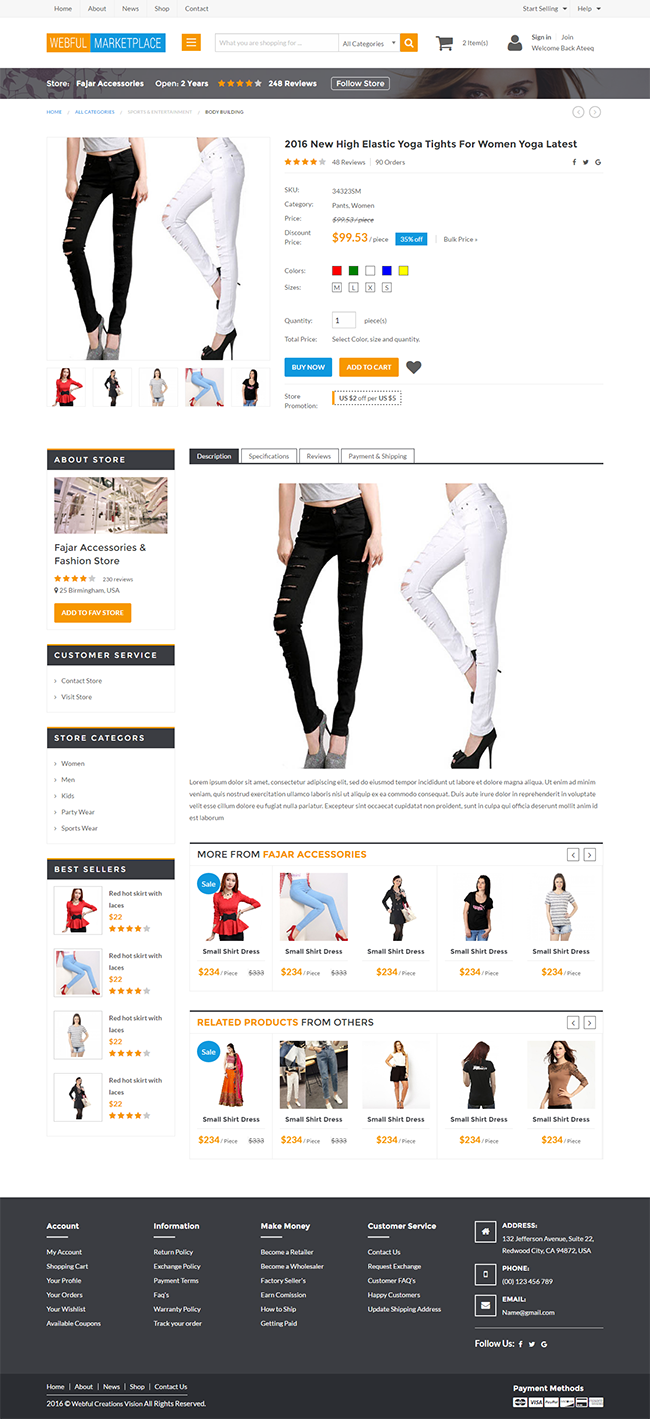 Home About News Shop Contact Start Selling Help
WEBFUL MARKETPLACE
What you are shopping for ... All Categories
2 Item(s)
Sign in Join
Welcome Back Ateeq
Store: Fajar Accessories Open: 2 Years 248 Reviews Follow Store
HOME / ALL CATEGORIES / SPORTS & ENTERTAINMENT / BODY BUILDING
2016 New High Elastic Yoga Tights For Women Yoga Latest
48 Reviews 90 Orders
SKU: 34323SM
Category: Pants, Women
Price: $99.53 / piece
Discount Price: $99.53 / piece 35% off Bulk Price »
Colors:
Sizes: M L X S
Quantity: 1 piece(s)
Total Price: Select Color, size and quantity.
BUY NOW ADD TO CART
Store Promotion: US $2 off per US $5
ABOUT STORE
Fajar Accessories &
Fashion Store
230 reviews
25 Birmingham, USA
ADD TO FAV STORE
CUSTOMER SERVICE
Contact Store
Visit Store
STORE CATEGORS
Women
Men
Kids
Party Wear
Sports Wear
BEST SELLERS
Red hot skirt with
laces
$22
Red hot skirt with
laces
$22
Red hot skirt with
laces
$22
Red hot skirt with
laces
$22
Description Specifications Reviews Payment & Shipping
Lorem ipsum dolor sit amet, consectetur adipiscing elit, sed do eiusmod tempor incididunt ut labore et dolore magna aliqua. Ut enim ad minim
veniam, quis nostrud exercitation ullamco laboris nisi ut aliquip ex ea commodo consequat. Duis aute irure dolor in reprehenderit in voluptate
velit esse cillum dolore eu fugiat nulla pariatur. Excepteur sint occaecat cupidatat non proident, sunt in culpa qui officia deserunt mollit anim id
est laborum
MORE FROM FAJAR ACCESSORIES
Sale
Small Shirt Dress Small Shirt Dress Small Shirt Dress Small Shirt Dress Small Shirt Dress
$234 / Piece $333 $234 / Piece $333 $234 / Piece $234 / Piece $234 / Piece
RELATED PRODUCTS FROM OTHERS
Sale
Small Shirt Dress Small Shirt Dress Small Shirt Dress Small Shirt Dress Small Shirt Dress
$234 / Piece $333 $234 / Piece $333 $234 / Piece $234 / Piece $234 / Piece
Account
My Account
Shopping Cart
Your Profile
Your Orders
Your Wishlist
Available Coupons
Information
Return Policy
Exchange Policy
Payment Terms
Faq's
Warranty Policy
Track your order
Make Money
Become a Retailer
Become a Wholesaler
Factory Seller's
Earn Comission
How to Ship
Getting Paid
Customer Service
Contact Us
Request Exchange
Customer FAQ's
Happy Customers
Update Shipping Address
ADDRESS:
132 Jefferson Avenue, Suite 22,
Redwood City, CA 94872, USA
PHONE:
(00) 123 456 789
EMAIL:
Name@gmail.com
Follow Us:
Home | About | News | Shop | Contact Us
2016 © Webful Creations Vision All Rights Reserved.
Payment Methods
VISA